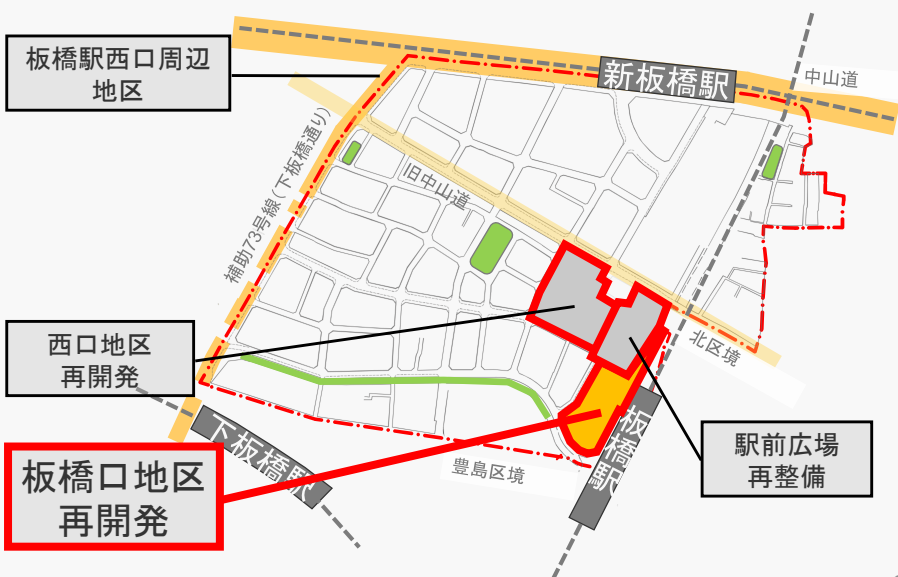 板橋駅西口周辺
地区
新板橋駅
中山道
旧中山道
補助73号線(下板橋通り)
西口地区
再開発
北区境
板橋駅
下板橋駅
駅前広場
再整備
豊島区境
板橋口地区
再開発